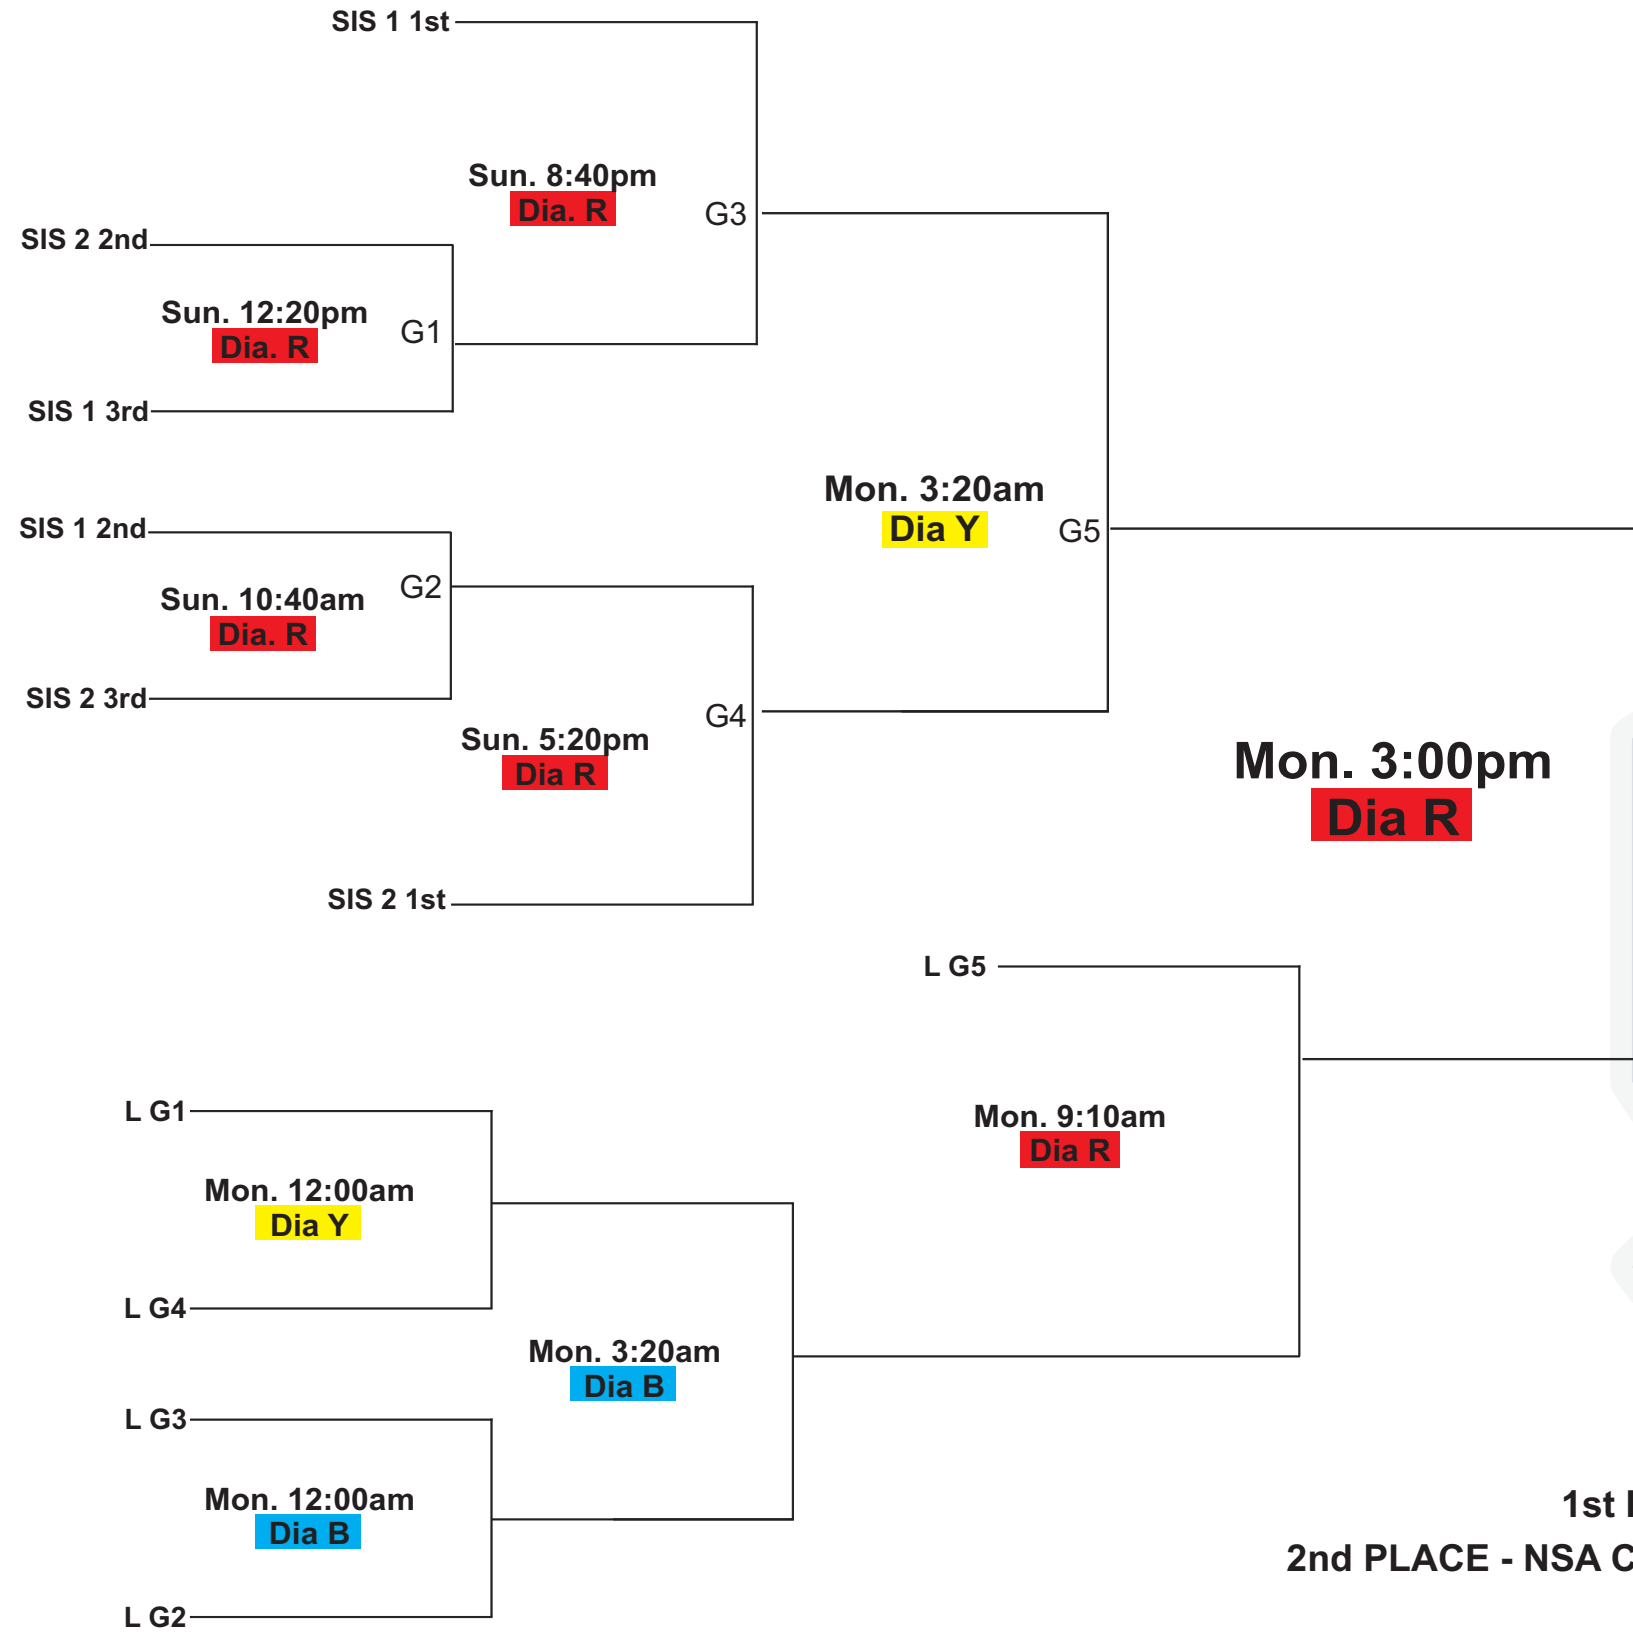 SIS 1 1st
Sun. 8:40pm
Dia. R
G3
SIS 2 2nd
Sun. 12:20pm
Dia. R
G1
SIS 1 3rd
Mon. 3:20am
Dia Y
G5
SIS 1 2nd
G2
Sun. 10:40am
Dia. R
SIS 2 3rd
G4
Sun. 5:20pm
Dia R
Mon. 3:00pm
Dia R
SIS 2 1st
L G5
L G1
Mon. 9:10am
Dia R
Mon. 12:00am
Dia Y
L G4
Mon. 3:20am
Dia B
L G3
Mon. 12:00am
Dia B
1st
2nd PLACE - NSA C
L G2